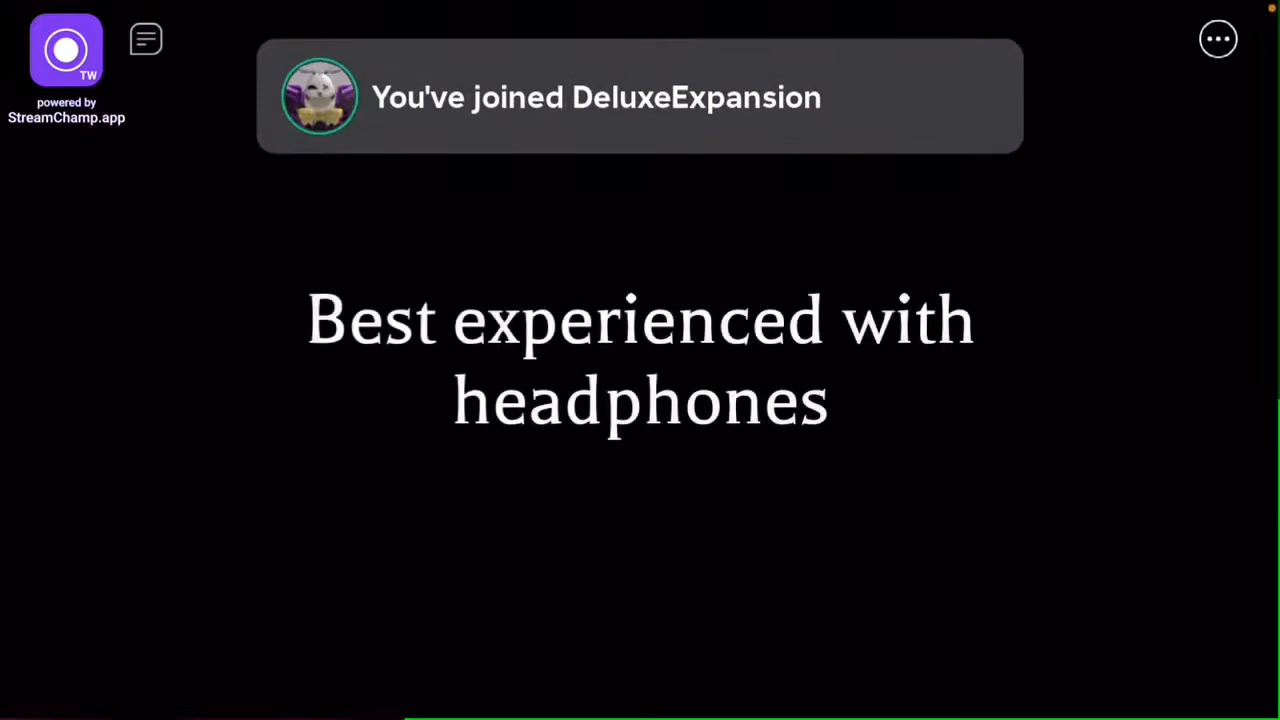 TW
powered by
StreamChamp.app
You've joined DeluxeExpansion
Best experienced with
headphones